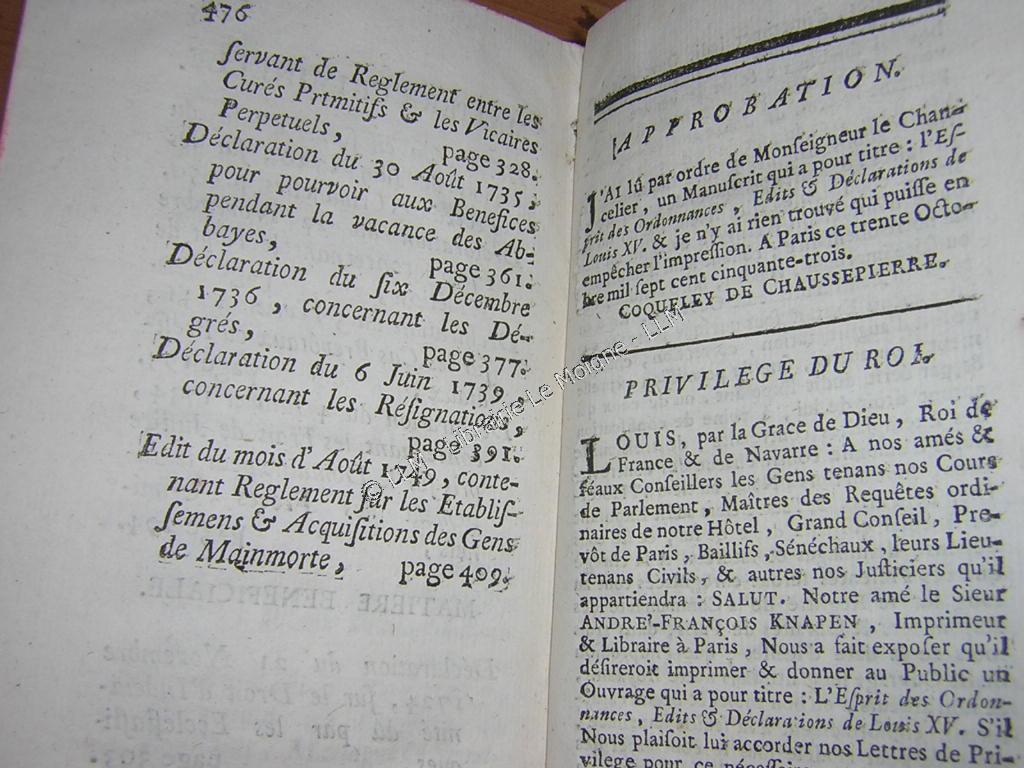 476
ſervant de Reglement entre les
Curés Prtmitifs & les Vicaires
Perpetuels, page 328.
Déclaration du 30 Août 1735,
pour pourvoir aux Benefices
pendant la vacance des Ab-
bayes, page 361.
Déclaration du ſix Décembre
1736, concernant les Dé-
grés, page 377.
Déclaration du 6 Juin 1739,
concernant les Réſignations,
page 391.
Edit du mois d'Août 1749, conte-
nant Reglement ſur les Etabliſ-
ſemens & Acquiſitions des Gens
de Mainmorte, page 409.
APPROBATION.
J'AI lû par ordre de Monſeigneur le Chan-
celier, un Manuſcrit qui a pour titre : l'Eſ-
prit des Ordonnances, Edits & Déclarations de
Louis XV. & je n'y ai rien trouvé qui puiſſe en
empêcher l'impreſſion. A Paris ce trente Octo-
bre mil ſept cent cinquante-trois.
COQUELEY DE CHAUSSEPIERRE.
PRIVILEGE DU ROI.
LOUIS, par la Grace de Dieu, Roi de
France & de Navarre : A nos amés &
féaux Conſeillers les Gens tenans nos Cours
de Parlement, Maîtres des Requêtes ordi-
naires de notre Hôtel, Grand Conſeil, Pre-
vôt de Paris, Baillifs, Sénéchaux, leurs Lieu-
tenans Civils, & autres nos Juſticiers qu'il
appartiendra : SALUT. Notre amé le Sieur
ANDRE'-FRANÇOIS KNAPEN, Imprimeur
& Libraire à Paris, Nous a fait expoſer qu'il
déſireroit imprimer & donner au Public un
Ouvrage qui a pour titre : L'Eſprit des Ordon-
nances, Edits & Déclarations de Louis XV. S'il
Nous plaiſoit lui accorder nos Lettres de Pri-
vilege pour ce néceſſaires
© LLM - Librairie Le Moigne - LLM